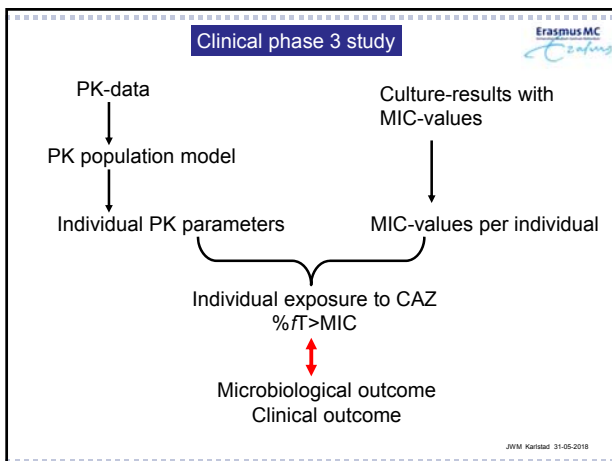 Clinical phase 3 study
Erasmus MC
Erasmus
PK-data
Culture-results with
MIC-values
PK population model
Individual PK parameters
MIC-values per individual
Individual exposure to CAZ
%fT>MIC
Microbiological outcome
Clinical outcome
JWM Karlstad 31-05-2018